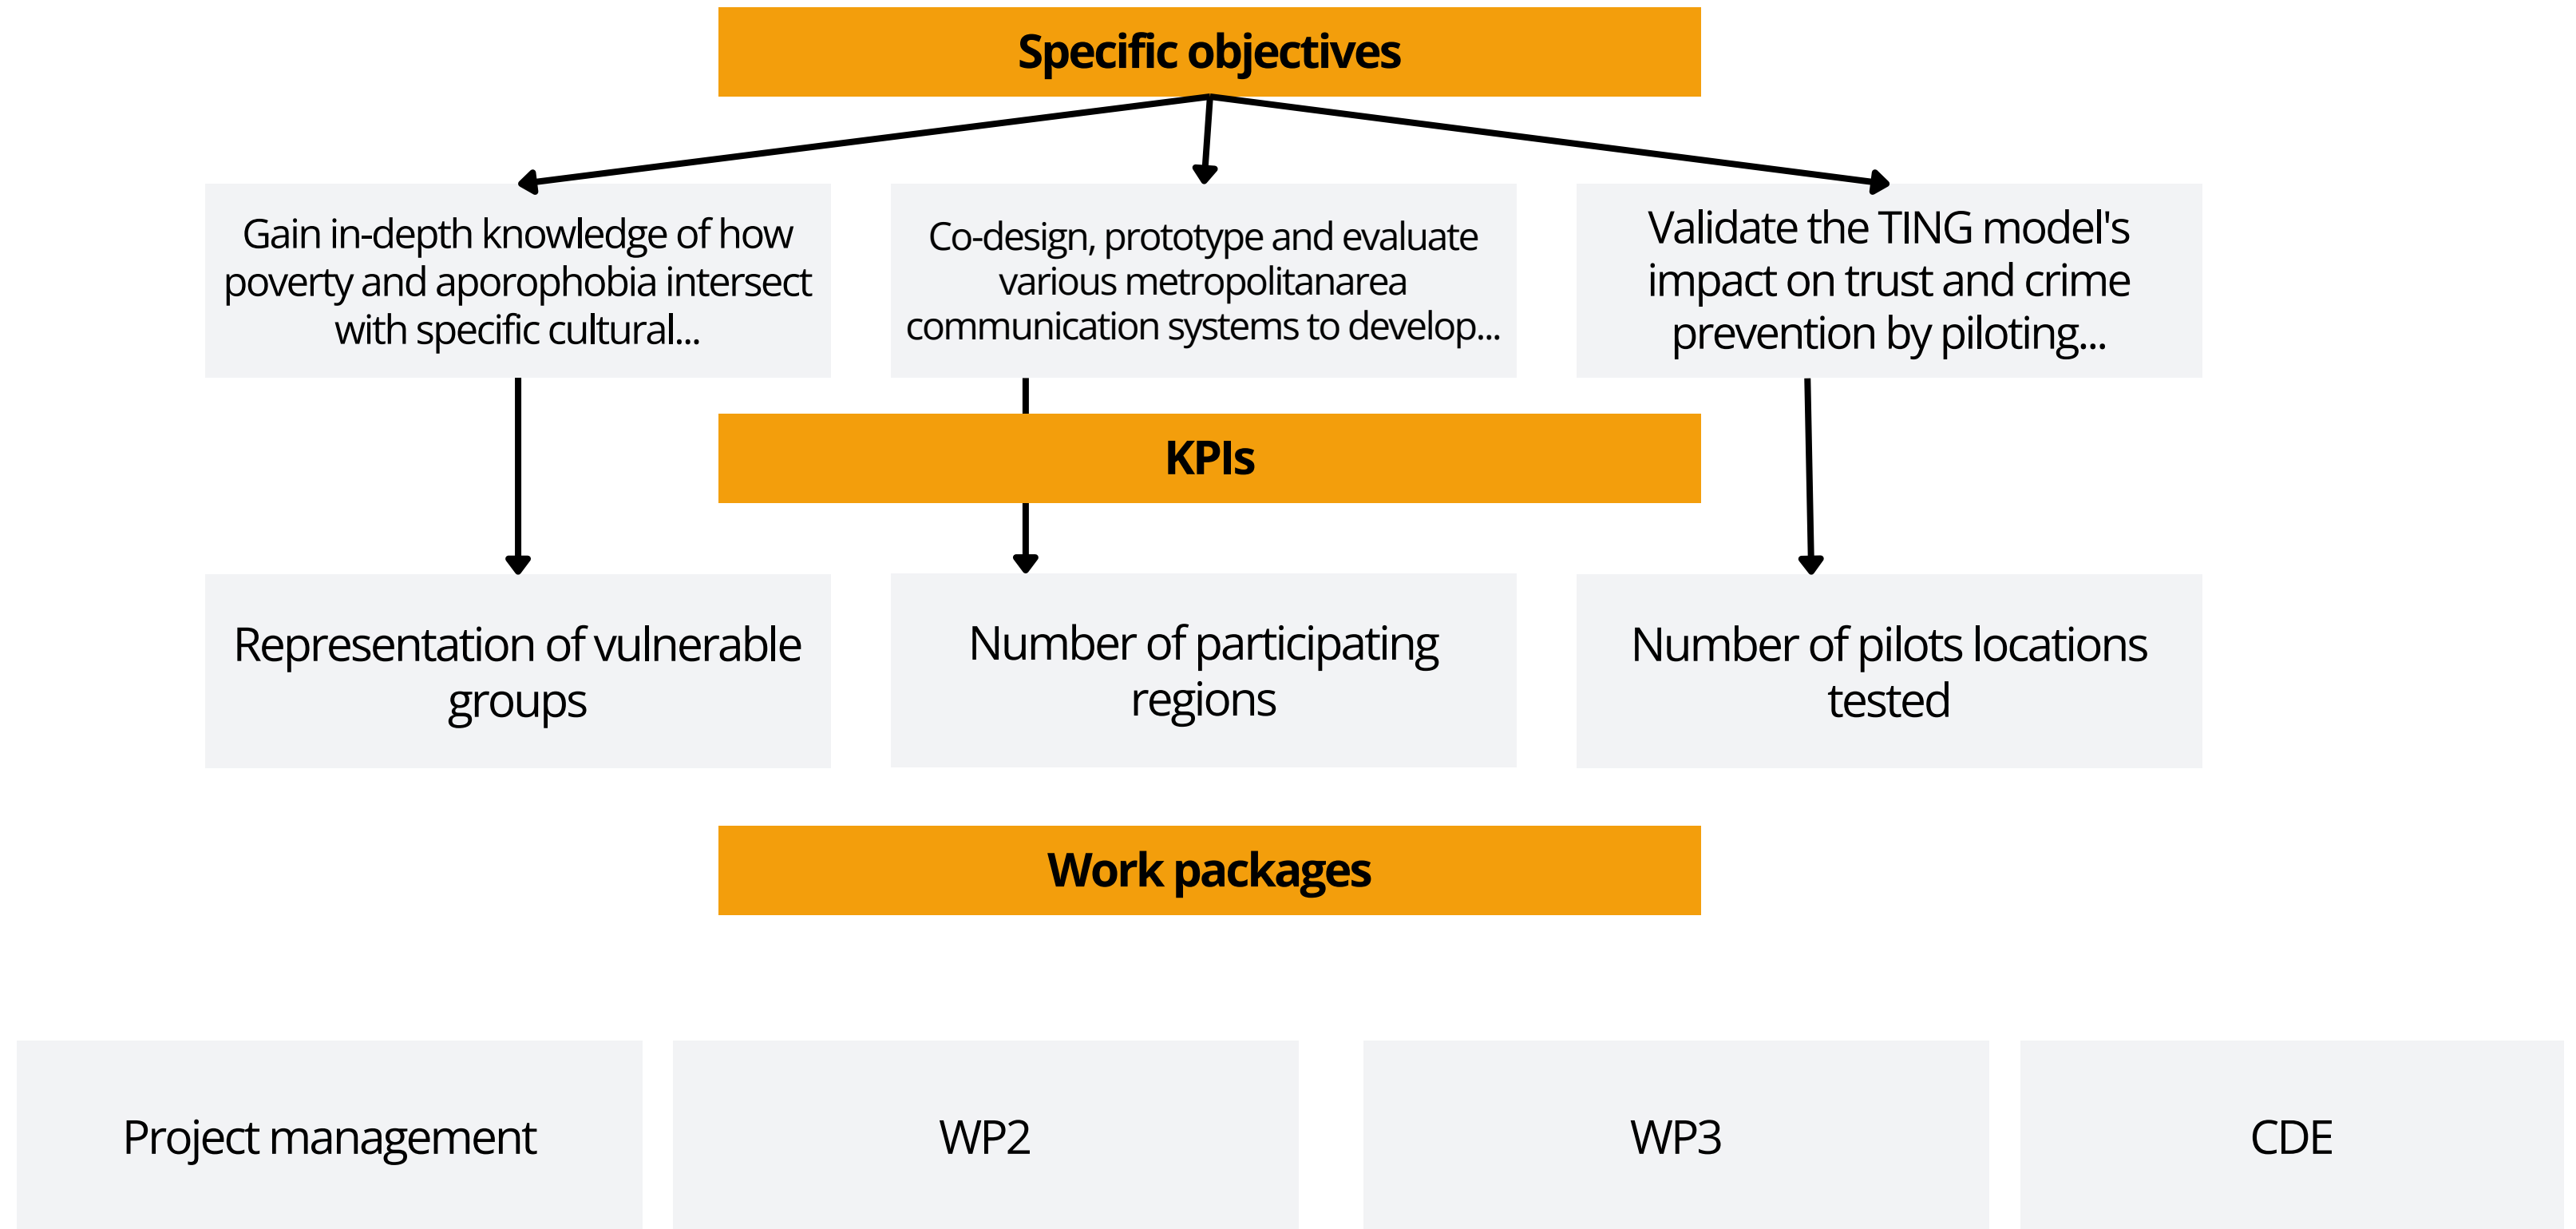 Specific objectives
Gain in-depth knowledge of how
poverty and aporophobia intersect
with specific cultural...
Co-design, prototype and evaluate
various metropolitanarea
communication systems to develop...
Validate the TING model's
impact on trust and crime
prevention by piloting...
KPIs
Representation of vulnerable
groups
Number of participating
regions
Number of pilots locations
tested
Work packages
Project management
WP2
WP3
CDE